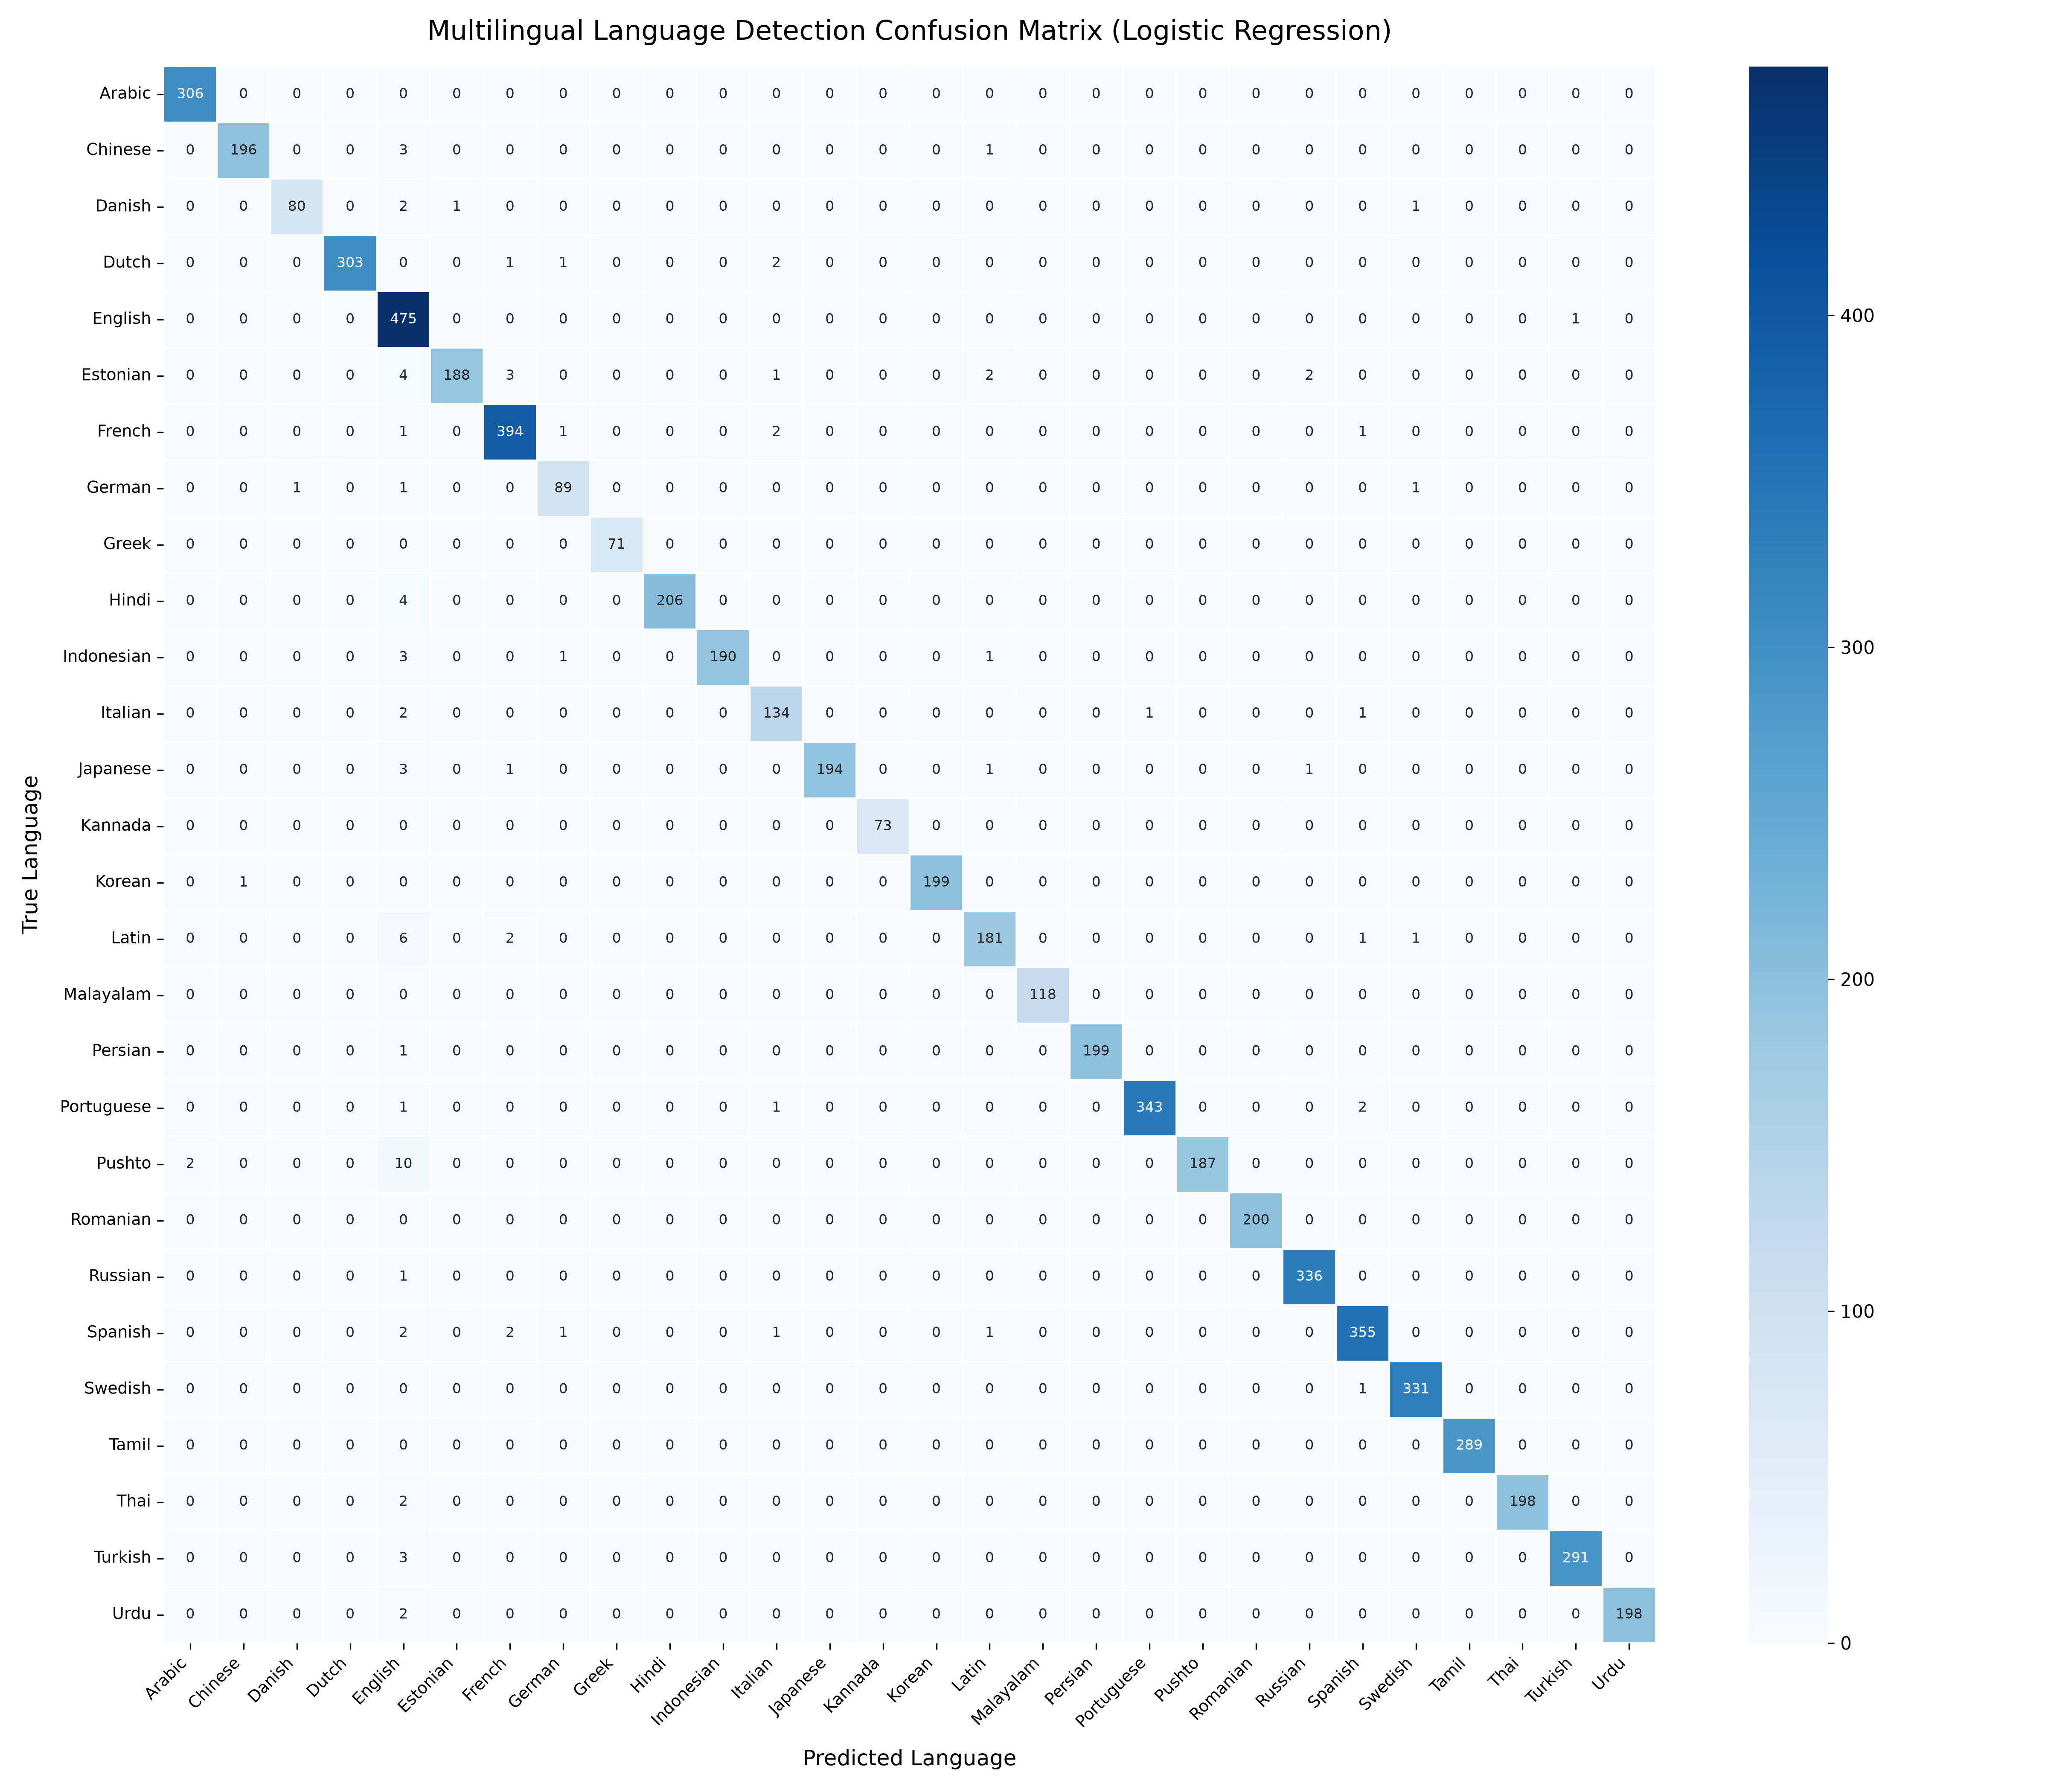 Multilingual Language Detection Confusion Matrix (Logistic Regression)
Arabic 306 0 0 0 0 0 0 0 0 0 0 0 0 0 0 0 0 0 0 0 0 0 0 0 0 0 0 0
Chinese 0 196 0 0 3 0 0 0 0 0 0 0 0 0 0 1 0 0 0 0 0 0 0 0 0 0 0 0
Danish 0 0 80 0 2 1 0 0 0 0 0 0 0 0 0 0 0 0 0 0 0 0 0 1 0 0 0 0
Dutch 0 0 0 303 0 0 1 1 0 0 0 2 0 0 0 0 0 0 0 0 0 0 0 0 0 0 0 0
English 0 0 0 0 475 0 0 0 0 0 0 0 0 0 0 0 0 0 0 0 0 0 0 0 0 0 1 0
400
Estonian 0 0 0 0 4 188 3 0 0 0 0 1 0 0 0 2 0 0 0 0 0 2 0 0 0 0 0 0
French 0 0 0 0 1 0 394 1 0 0 0 2 0 0 0 0 0 0 0 0 0 0 1 0 0 0 0 0
German 0 0 1 0 1 0 0 89 0 0 0 0 0 0 0 0 0 0 0 0 0 0 0 1 0 0 0 0
Greek 0 0 0 0 0 0 0 0 71 0 0 0 0 0 0 0 0 0 0 0 0 0 0 0 0 0 0 0
Hindi 0 0 0 0 4 0 0 0 0 206 0 0 0 0 0 0 0 0 0 0 0 0 0 0 0 0 0 0
Indonesian 0 0 0 0 3 0 0 1 0 0 190 0 0 0 0 1 0 0 0 0 0 0 0 0 0 0 0 0
300
Italian 0 0 0 0 2 0 0 0 0 0 0 134 0 0 0 0 0 0 1 0 0 0 1 0 0 0 0 0
Japanese 0 0 0 0 3 0 1 0 0 0 0 0 194 0 0 1 0 0 0 0 0 1 0 0 0 0 0 0
Kannada 0 0 0 0 0 0 0 0 0 0 0 0 0 73 0 0 0 0 0 0 0 0 0 0 0 0 0 0
Korean 0 1 0 0 0 0 0 0 0 0 0 0 0 0 199 0 0 0 0 0 0 0 0 0 0 0 0 0
Latin 0 0 0 0 6 0 2 0 0 0 0 0 0 0 0 181 0 0 0 0 0 0 1 1 0 0 0 0
200
Malayalam 0 0 0 0 0 0 0 0 0 0 0 0 0 0 0 0 118 0 0 0 0 0 0 0 0 0 0 0
Persian 0 0 0 0 1 0 0 0 0 0 0 0 0 0 0 0 0 199 0 0 0 0 0 0 0 0 0 0
Portuguese 0 0 0 0 1 0 0 0 0 0 0 1 0 0 0 0 0 0 343 0 0 0 2 0 0 0 0 0
Pushto 2 0 0 0 10 0 0 0 0 0 0 0 0 0 0 0 0 0 0 187 0 0 0 0 0 0 0 0
Romanian 0 0 0 0 0 0 0 0 0 0 0 0 0 0 0 0 0 0 0 0 200 0 0 0 0 0 0 0
Russian 0 0 0 0 1 0 0 0 0 0 0 0 0 0 0 0 0 0 0 0 0 336 0 0 0 0 0 0
100
Spanish 0 0 0 0 2 0 2 1 0 0 0 1 0 0 0 1 0 0 0 0 0 0 355 0 0 0 0 0
Swedish 0 0 0 0 0 0 0 0 0 0 0 0 0 0 0 0 0 0 0 0 0 0 1 331 0 0 0 0
Tamil 0 0 0 0 0 0 0 0 0 0 0 0 0 0 0 0 0 0 0 0 0 0 0 0 289 0 0 0
Thai 0 0 0 0 2 0 0 0 0 0 0 0 0 0 0 0 0 0 0 0 0 0 0 0 0 198 0 0
Turkish 0 0 0 0 3 0 0 0 0 0 0 0 0 0 0 0 0 0 0 0 0 0 0 0 0 0 291 0
Urdu 0 0 0 0 2 0 0 0 0 0 0 0 0 0 0 0 0 0 0 0 0 0 0 0 0 0 0 198
0
True Language
Arabic Chinese Danish Dutch English Estonian French German Greek Hindi Indonesian Italian Japanese Kannada Korean Latin Malayalam Persian Portuguese Pushto Romanian Russian Spanish Swedish Tamil Thai Turkish Urdu
Predicted Language